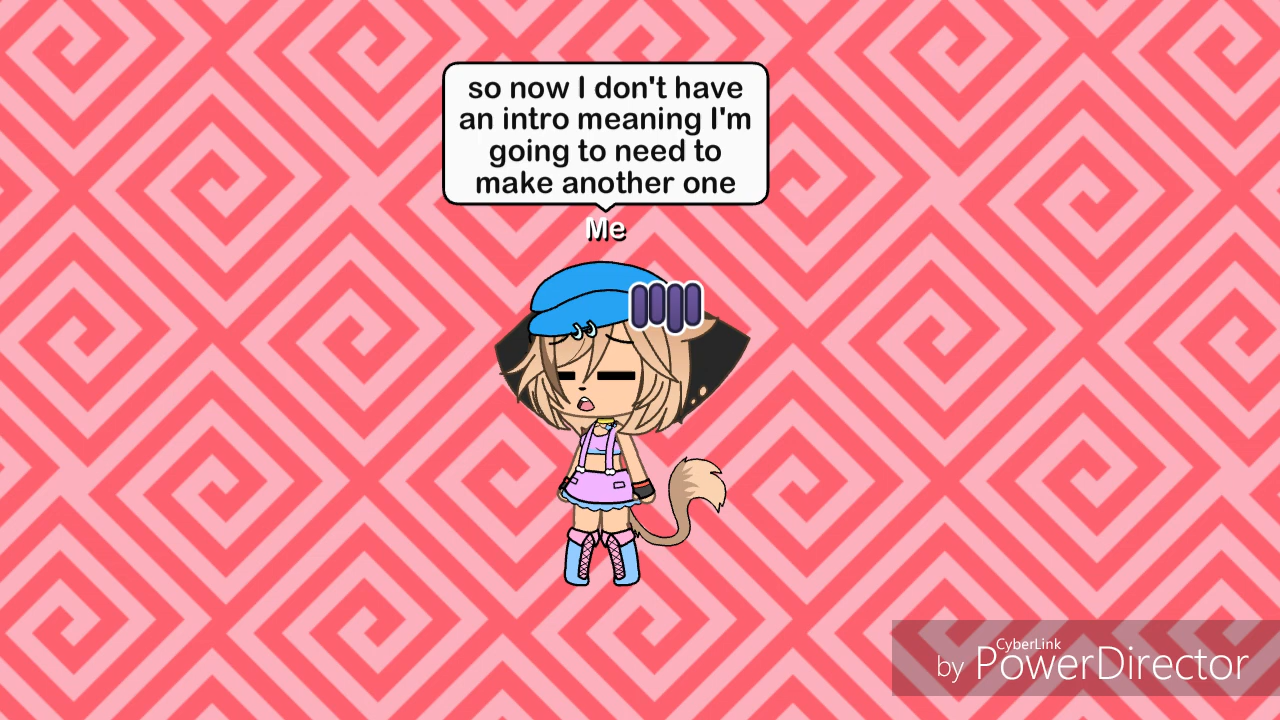 so now I don't have
an intro meaning I'm
going to need to
make another one
Me
CyberLink
by PowerDirector